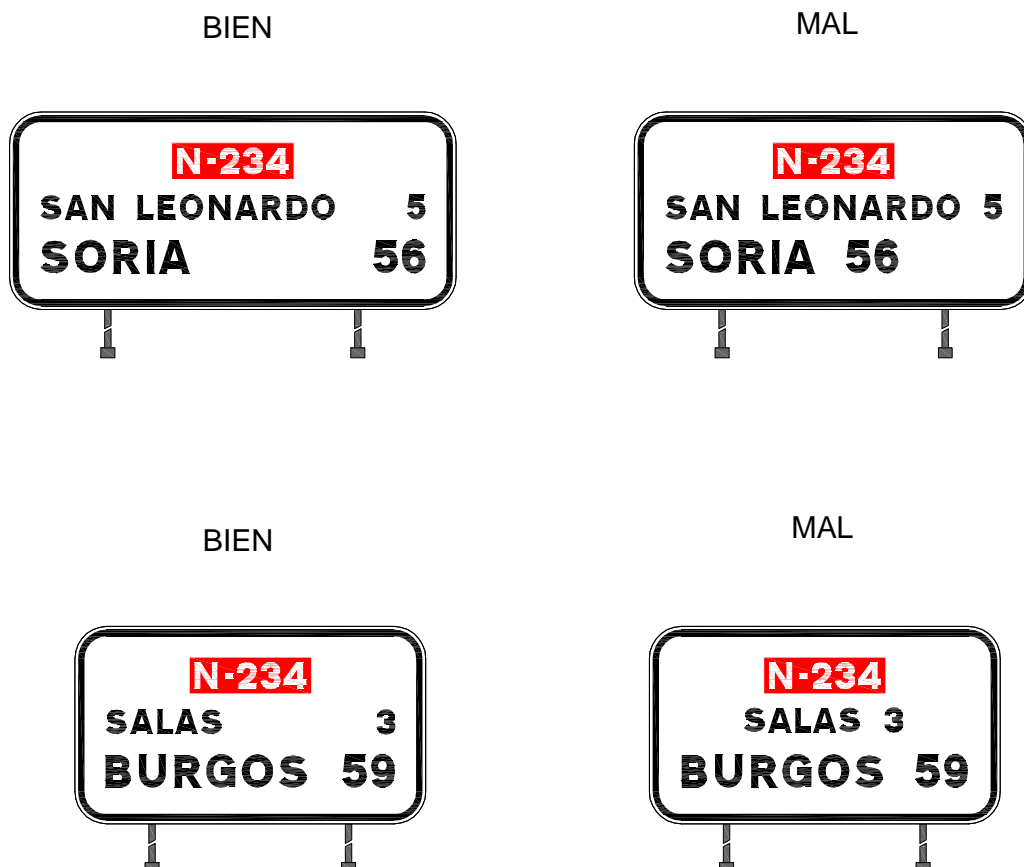 BIEN
MAL
N-234
SAN LEONARDO 5
SORIA 56
N-234
SAN LEONARDO 5
SORIA 56
BIEN
MAL
N-234
SALAS 3
BURGOS 59
N-234
SALAS 3
BURGOS 59